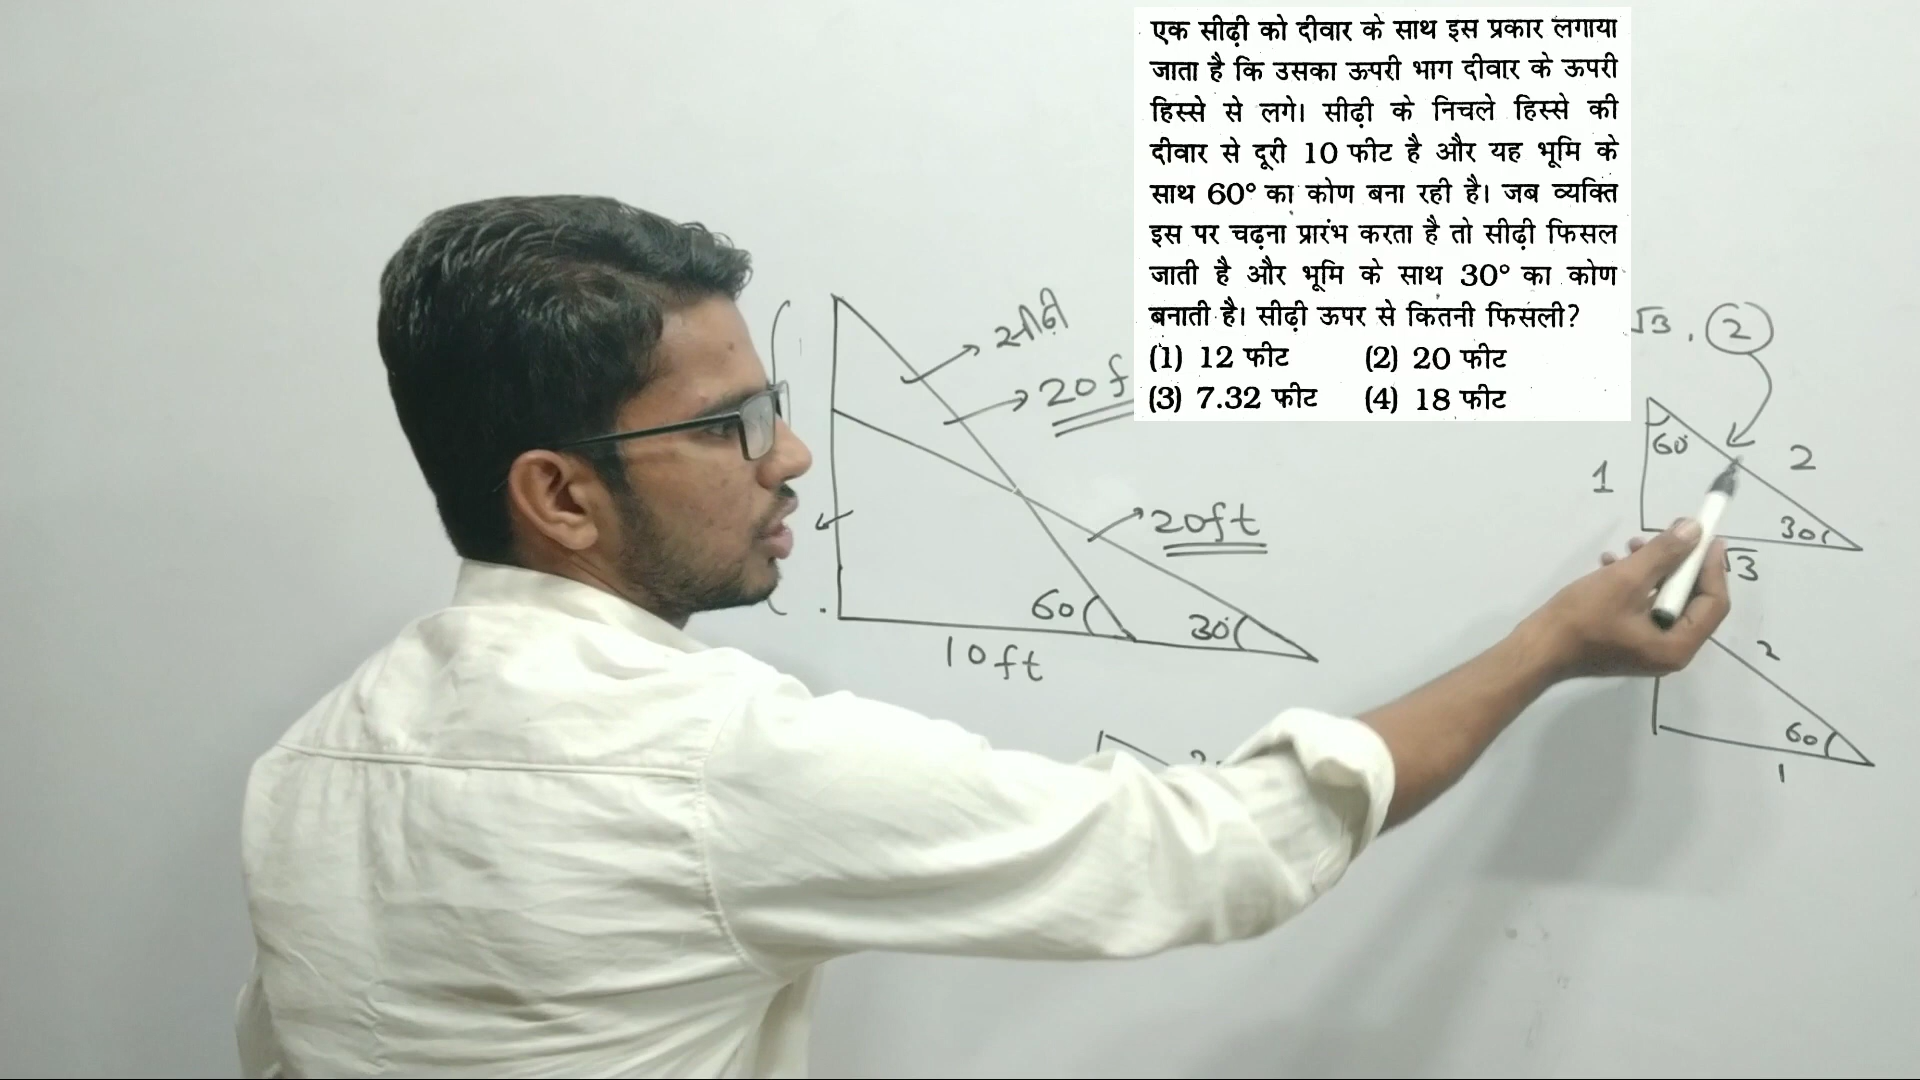 एक सीढ़ी को दीवार के साथ इस प्रकार लगाया
जाता है कि उसका ऊपरी भाग दीवार के ऊपरी
हिस्से से लगे। सीढ़ी के निचले हिस्से की
दीवार से दूरी 10 फीट है और यह भूमि के
साथ 60° का कोण बना रही है। जब व्यक्ति
इस पर चढ़ना प्रारंभ करता है तो सीढ़ी फिसल
जाती है और भूमि के साथ 30° का कोण
बनाती है। सीढ़ी ऊपर से कितनी फिसली?
(1) 12 फीट (2) 20 फीट
(3) 7.32 फीट (4) 18 फीट
सीढ़ी
20 f
20ft
60
30°
10ft
√3, 2
60°
1
2
30
√3
2
60
1